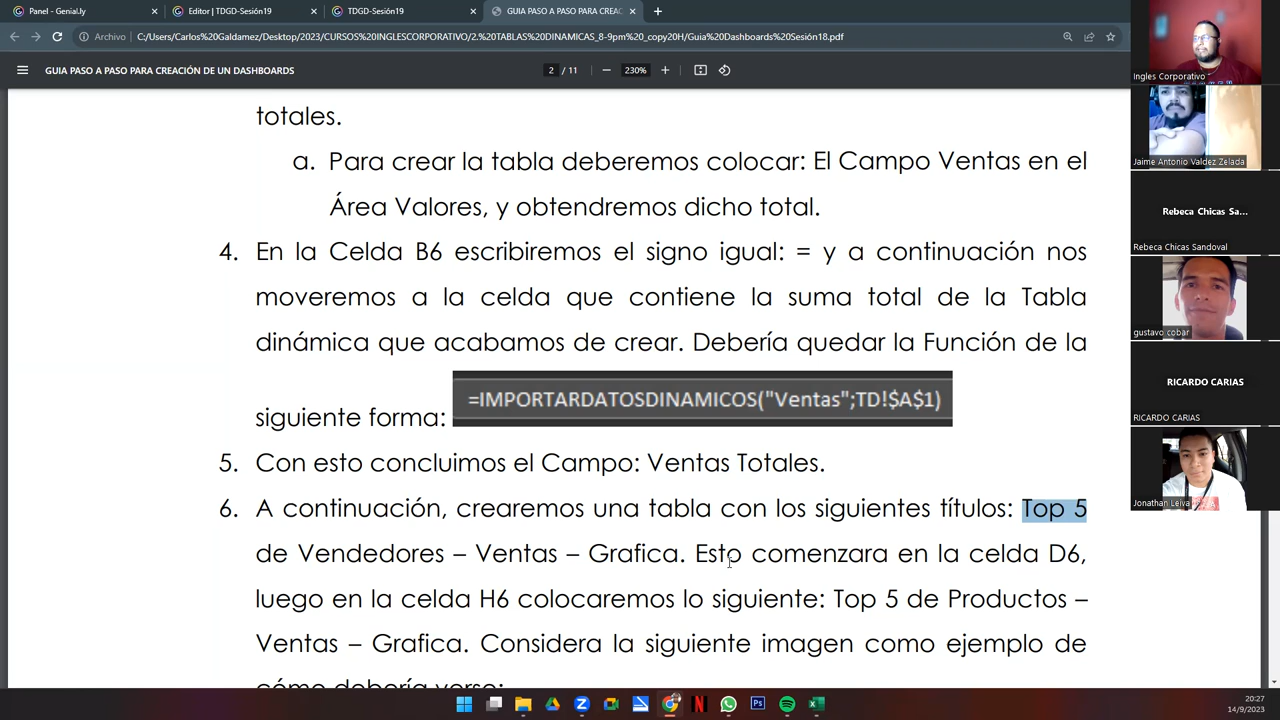 Panel - Genial.ly
Editor | TDGD-Sesión19
TDGD-Sesión19
GUIA PASO A PASO PARA CREAC
Archivo
C:/Users/Carlos%20Galdamez/Desktop/2023/CURSOS%20INGLESCORPORATIVO/2.%20TABLAS%20DINAMICAS_8-9pm%20_copy20H/Guia%20Dashboards%20Sesión18.pdf
GUIA PASO A PASO PARA CREACIÓN DE UN DASHBOARDS
2 / 11
230%
totales.
a. Para crear la tabla deberemos colocar: El Campo Ventas en el
Área Valores, y obtendremos dicho total.
4. En la Celda B6 escribiremos el signo igual: = y a continuación nos
moveremos a la celda que contiene la suma total de la Tabla
dinámica que acabamos de crear. Debería quedar la Función de la
siguiente forma: =IMPORTARDATOSDINAMICOS("Ventas";TD!$A$1)
5. Con esto concluimos el Campo: Ventas Totales.
6. A continuación, crearemos una tabla con los siguientes títulos: Top 5
de Vendedores – Ventas – Grafica. Esto comenzara en la celda D6,
luego en la celda H6 colocaremos lo siguiente: Top 5 de Productos –
Ventas – Grafica. Considera la siguiente imagen como ejemplo de
cómo debería verse:
Ingles Corporativo
Jaime Antonio Valdez Zelada
Rebeca Chicas Sa...
Rebeca Chicas Sandoval
gustavo cobar
RICARDO CARIAS
RICARDO CARIAS
Jonathan Leiva
20:27
14/9/2023